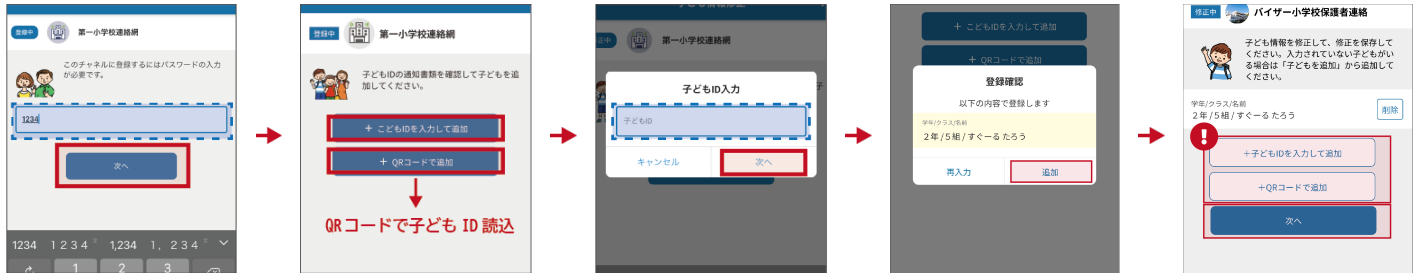 登録中
第一小学校連絡網
このチャネルに登録するにはパスワードの入力
が必要です。
1234
次へ
1234
1 2 3 4
1,234
1, 2 3 4
1
2
3
登録中
第一小学校連絡網
子どもIDの通知書類を確認して子どもを追
加してください。
+ こどもIDを入力して追加
+ QRコードで追加
QRコードで子ども ID 読込
第一小学校連絡網
子どもID入力
子どもID
キャンセル
次へ
+ こどもIDを入力して追加
+ QRコードで追加
登録確認
以下の内容で登録します
学年/クラス/名前
2年/5組/すぐーる たろう
再入力
追加
修正中
バイザー小学校保護者連絡
子ども情報を修正して、修正を保存して
ください。入力されていない子どもがい
る場合は「子どもを追加」から追加して
ください。
学年/クラス/名前
2年/5組/すぐーる たろう
削除
+子どもIDを入力して追加
+QRコードで追加
次へ